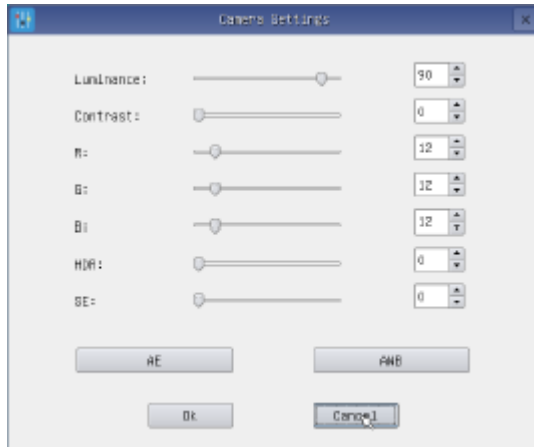 Camera Settings
Luminance: 90
Contrast: 0
R: 12
G: 12
B: 12
HDR: 0
SE: 0
AE AWB
Ok Cancel